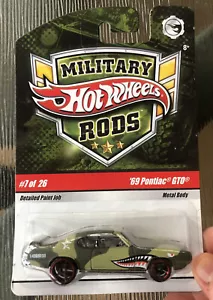 MILITARY
Hot Wheels
RODS
#7 of 26
'69 Pontiac® GTO®
Detailed Paint Job
Metal Body